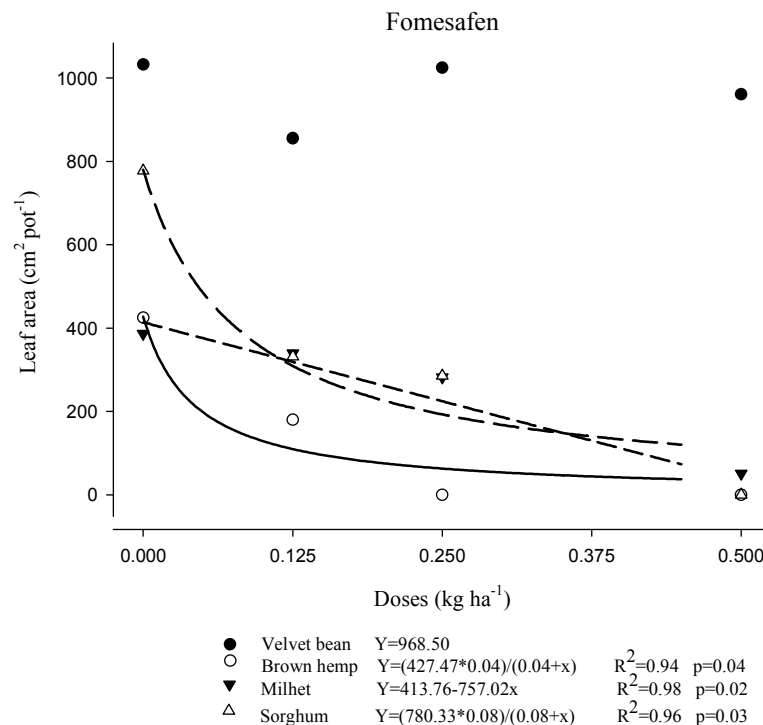 Fomesafen
Leaf area (cm² pot⁻¹)
1000
800
600
400
200
0
0.000 0.125 0.250 0.375 0.500
Doses (kg ha⁻¹)
Velvet bean Y=968.50
Brown hemp Y=(427.47*0.04)/(0.04+x) R²=0.94 p=0.04
Milhet Y=413.76-757.02x R²=0.98 p=0.02
Sorghum Y=(780.33*0.08)/(0.08+x) R²=0.96 p=0.03